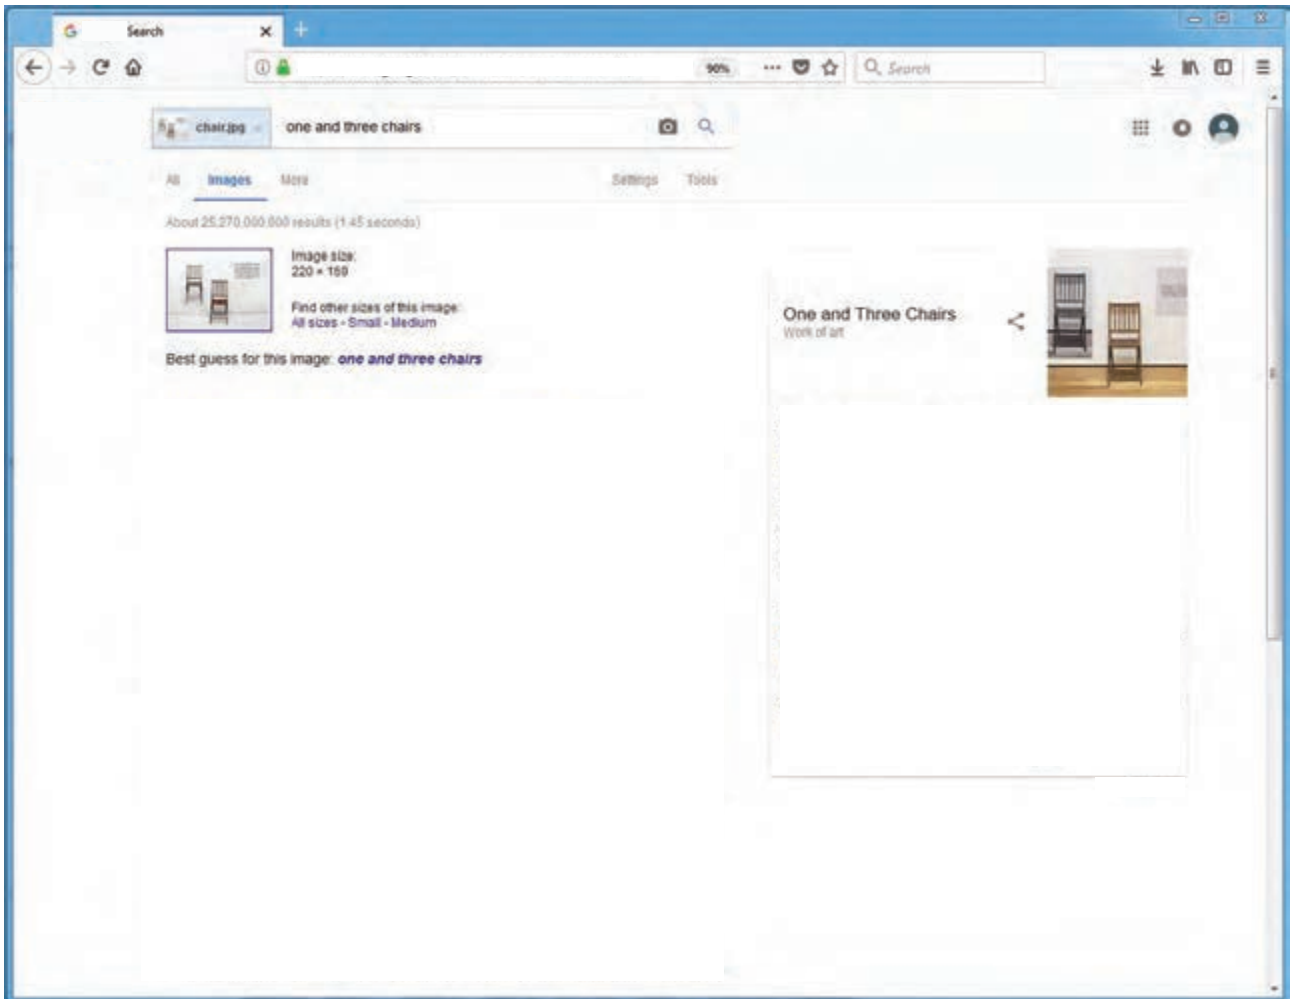 Search
90%
Search
chair.jpg
one and three chairs
All Images More Settings Tools
About 25,270,000,000 results (1.45 seconds)
Image size:
220 × 169
Find other sizes of this image:
All sizes - Small - Medium
Best guess for this image: one and three chairs
One and Three Chairs
Work of art